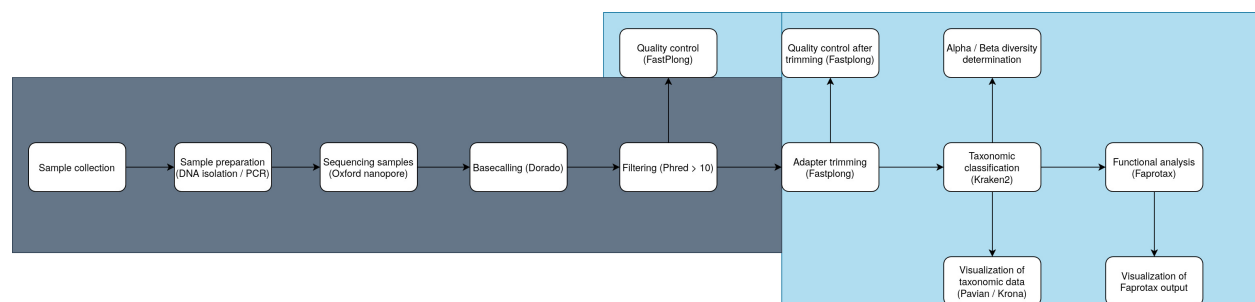 Quality control
(FastPlong)
Quality control after
trimming (Fastplong)
Alpha / Beta diversity
determination
Sample collection
Sample preparation
(DNA isolation / PCR)
Sequencing samples
(Oxford nanopore)
Basecalling (Dorado)
Filtering (Phred > 10)
Adapter trimming
(Fastplong)
Taxonomic
classification
(Kraken2)
Functional analysis
(Faprotax)
Visualization of
taxonomic data
(Pavian / Krona)
Visualization of
Faprotax output